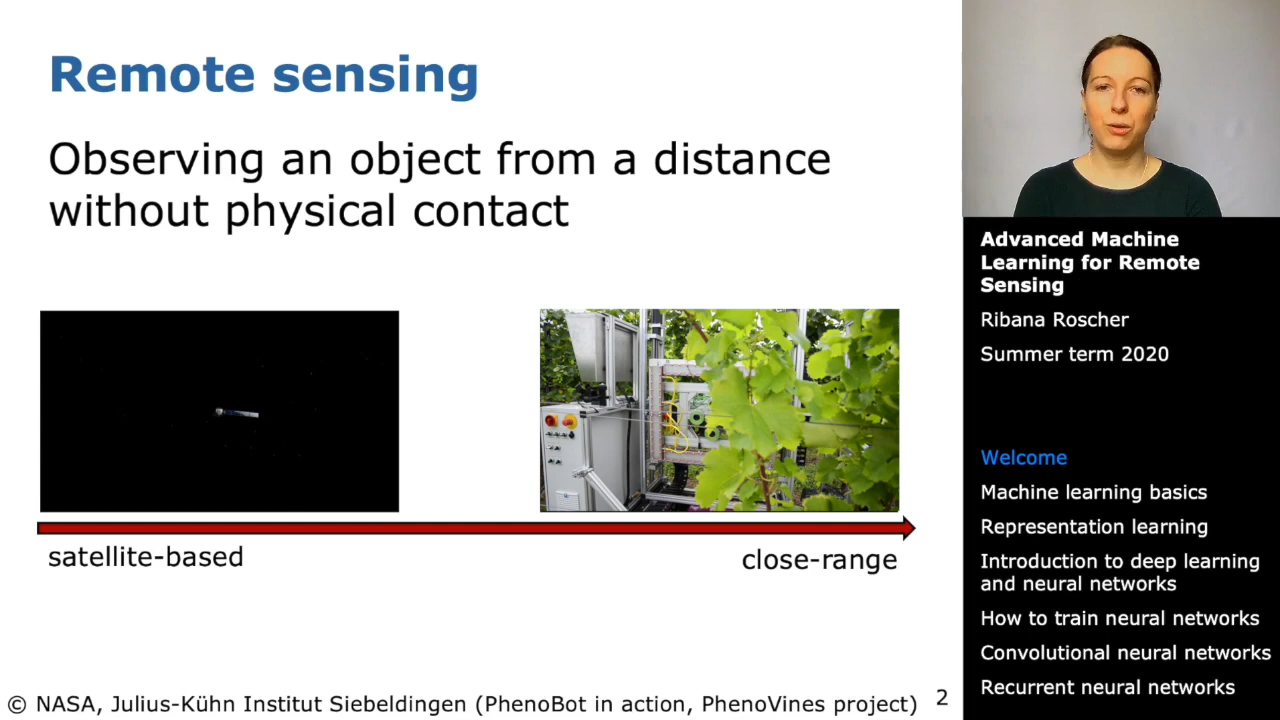 Remote sensing
Observing an object from a distance
without physical contact
satellite-based
close-range
© NASA, Julius-Kühn Institut Siebeldingen (PhenoBot in action, PhenoVines project)
2
Advanced Machine
Learning for Remote
Sensing
Ribana Roscher
Summer term 2020
Welcome
Machine learning basics
Representation learning
Introduction to deep learning
and neural networks
How to train neural networks
Convolutional neural networks
Recurrent neural networks